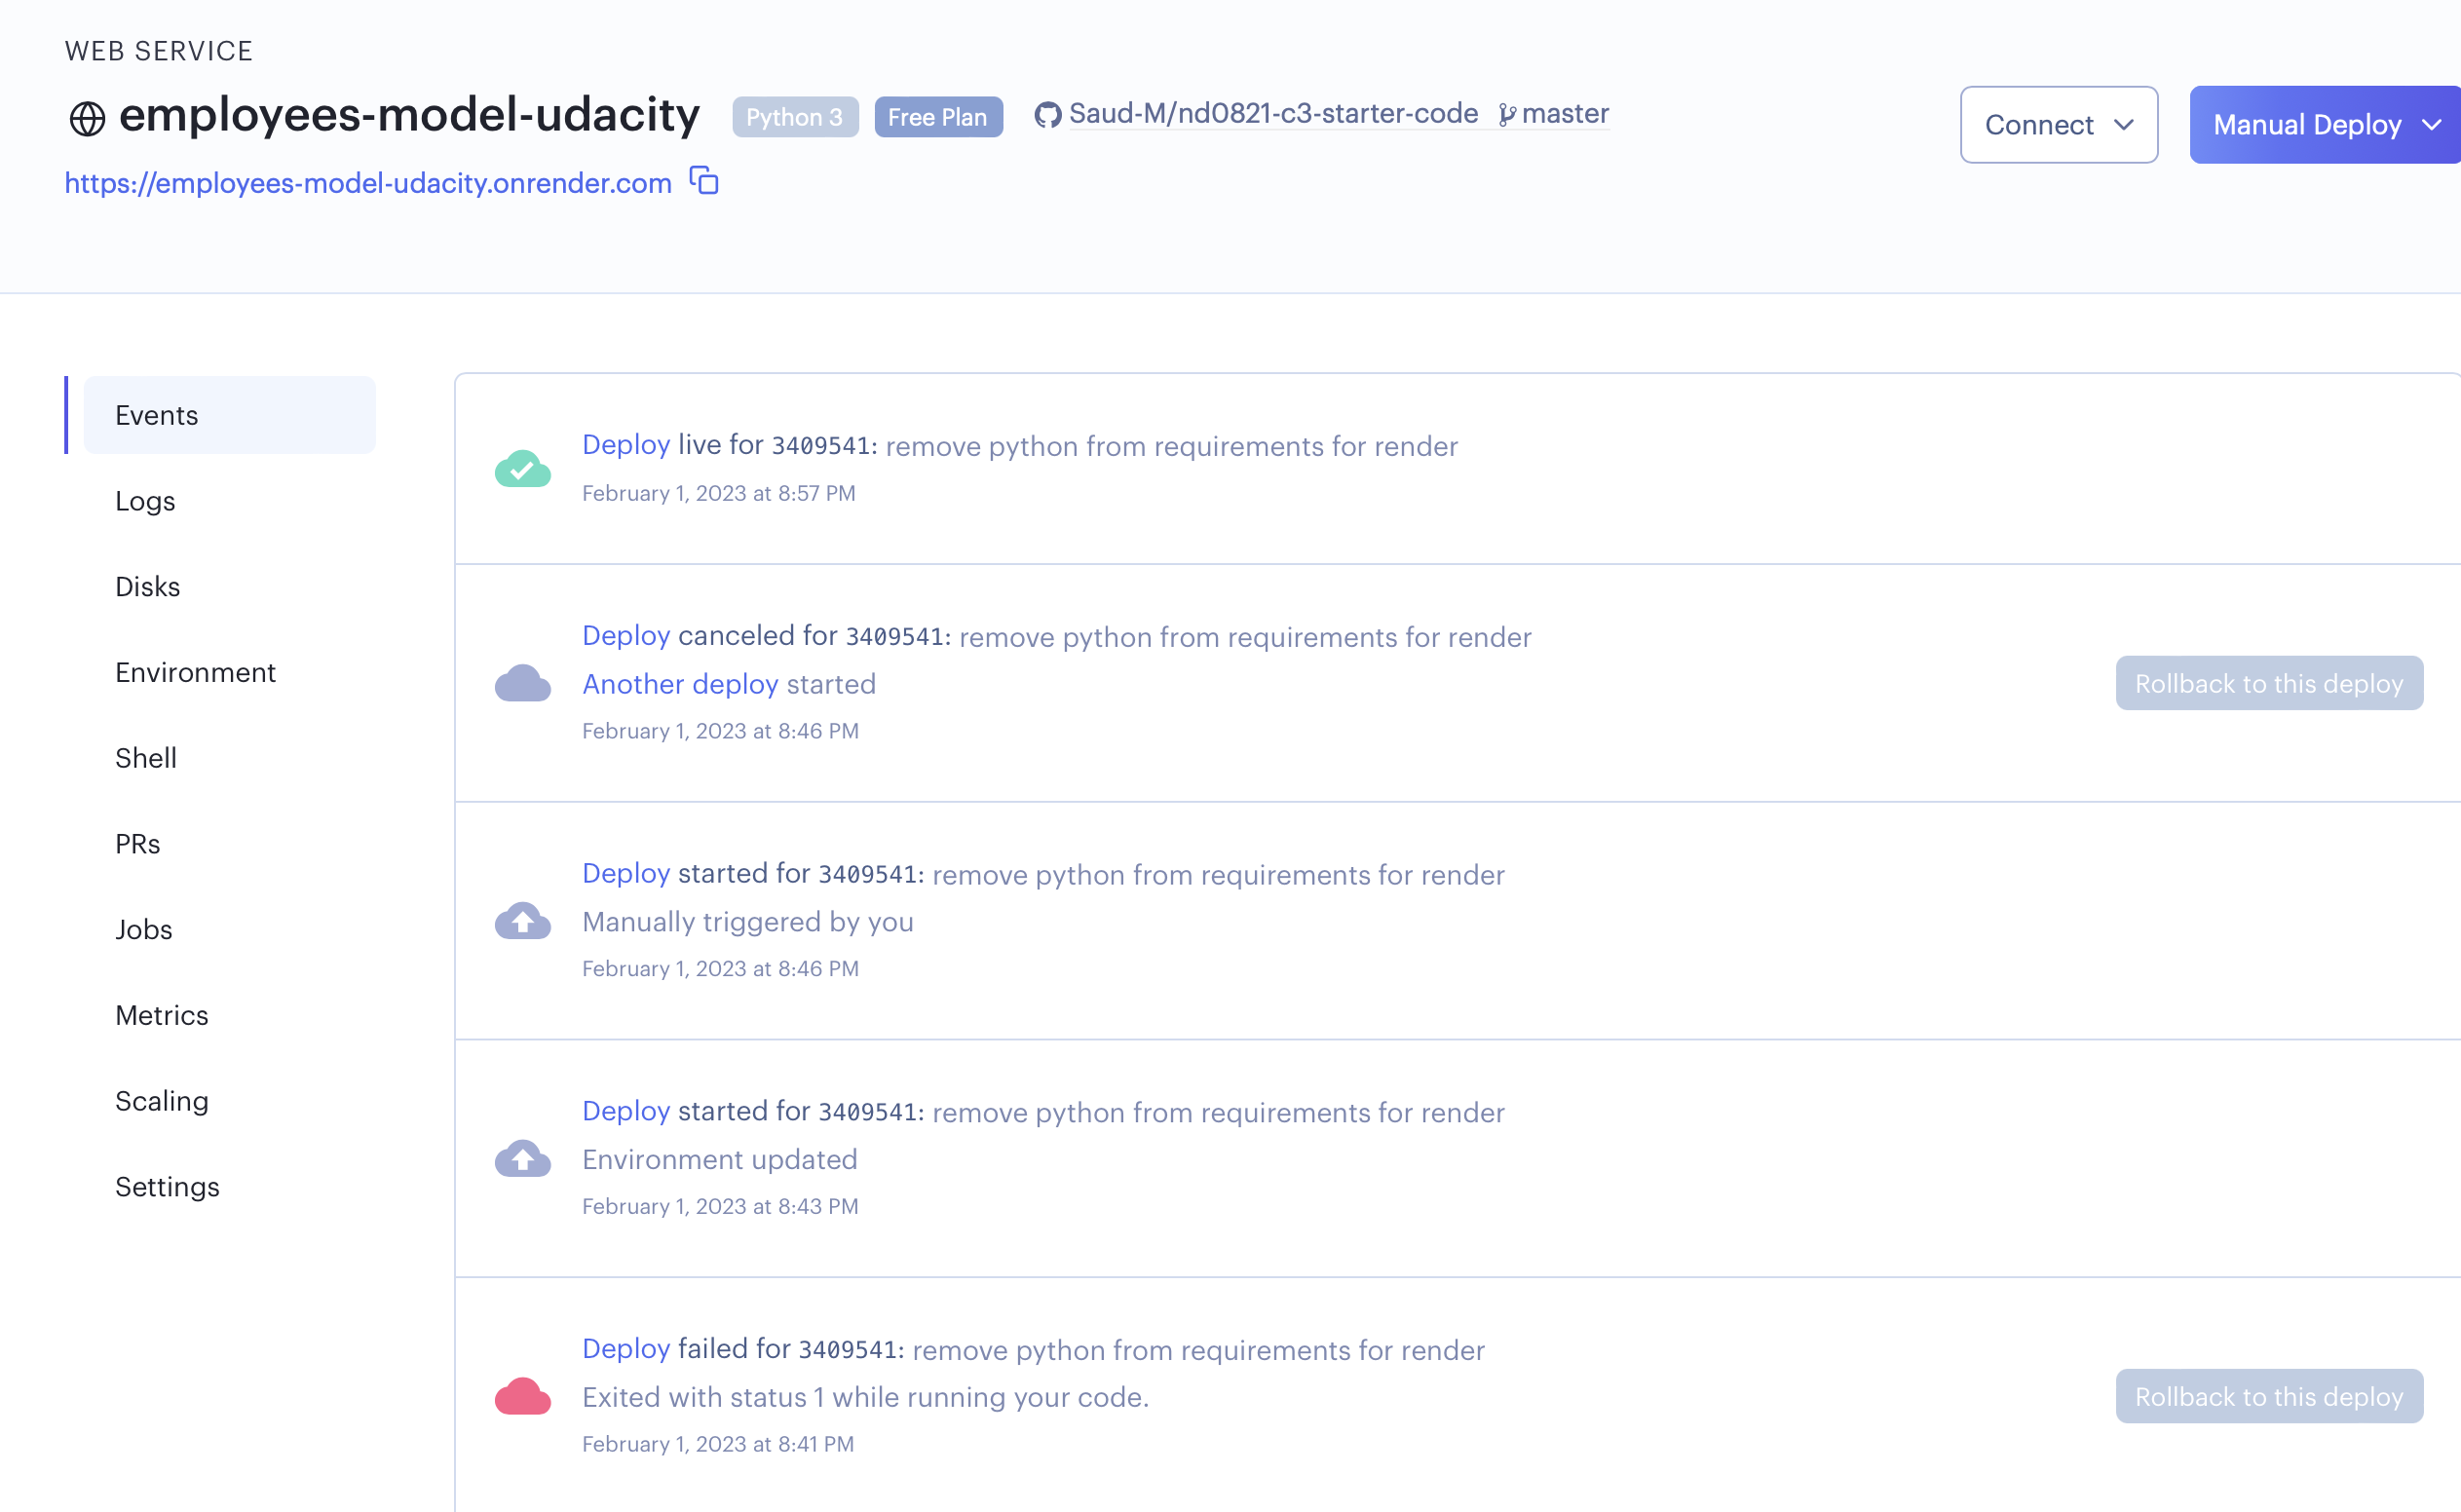 WEB SERVICE
employees-model-udacity Python 3 Free Plan Saud-M/nd0821-c3-starter-code master Connect Manual Deploy
https://employees-model-udacity.onrender.com
Events
Logs
Disks
Environment
Shell
PRs
Jobs
Metrics
Scaling
Settings
Deploy live for 3409541: remove python from requirements for render
February 1, 2023 at 8:57 PM
Deploy canceled for 3409541: remove python from requirements for render
Another deploy started
February 1, 2023 at 8:46 PM
Rollback to this deploy
Deploy started for 3409541: remove python from requirements for render
Manually triggered by you
February 1, 2023 at 8:46 PM
Deploy started for 3409541: remove python from requirements for render
Environment updated
February 1, 2023 at 8:43 PM
Deploy failed for 3409541: remove python from requirements for render
Exited with status 1 while running your code.
February 1, 2023 at 8:41 PM
Rollback to this deploy